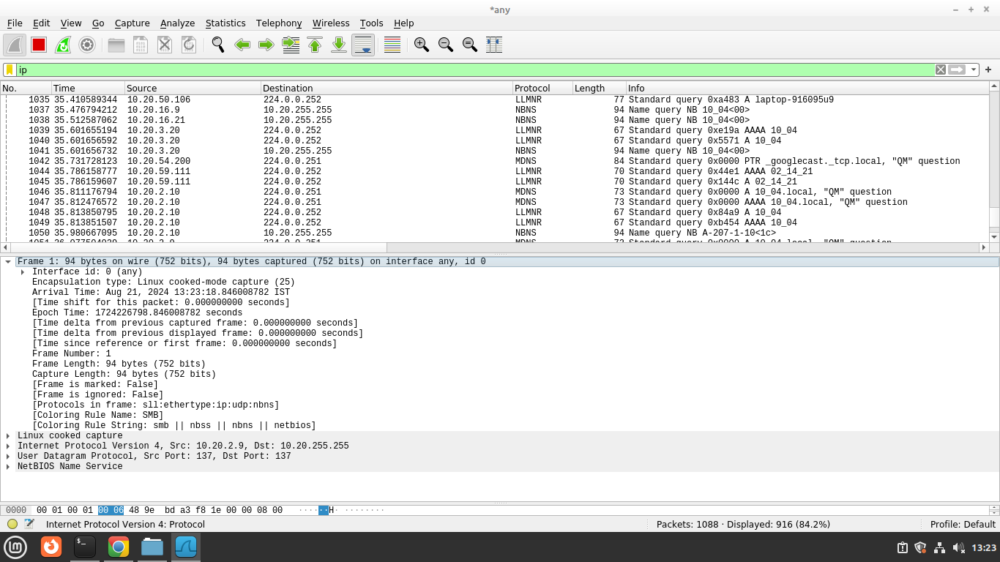 *any
File Edit View Go Capture Analyze Statistics Telephony Wireless Tools Help
ip
No. Time Source Destination Protocol Length Info
1035 35.410589344 10.20.50.106 224.0.0.252 LLMNR 77 Standard query 0xa483 A laptop-916095u9
1037 35.476794212 10.20.16.9 10.20.255.255 NBNS 94 Name query NB 10_04<00>
1038 35.512587062 10.20.16.21 10.20.255.255 NBNS 94 Name query NB 10_04<00>
1039 35.601655194 10.20.3.20 224.0.0.252 LLMNR 67 Standard query 0xe19a AAAA 10_04
1040 35.601656592 10.20.3.20 224.0.0.252 LLMNR 67 Standard query 0x5571 A 10_04
1041 35.601656732 10.20.3.20 10.20.255.255 NBNS 94 Name query NB 10_04<00>
1042 35.731728123 10.20.54.200 224.0.0.251 MDNS 84 Standard query 0x0000 PTR _googlecast._tcp.local, "QM" question
1044 35.786158777 10.20.59.111 224.0.0.252 LLMNR 70 Standard query 0x44e1 AAAA 02_14_21
1045 35.786159607 10.20.59.111 224.0.0.252 LLMNR 70 Standard query 0x144c A 02_14_21
1046 35.811176794 10.20.2.10 224.0.0.251 MDNS 73 Standard query 0x0000 A 10_04.local, "QM" question
1047 35.812476572 10.20.2.10 224.0.0.251 MDNS 73 Standard query 0x0000 AAAA 10_04.local, "QM" question
1048 35.813850795 10.20.2.10 224.0.0.252 LLMNR 67 Standard query 0x84a9 A 10_04
1049 35.813851507 10.20.2.10 224.0.0.252 LLMNR 67 Standard query 0xb454 AAAA 10_04
1050 35.980667095 10.20.2.10 10.20.255.255 NBNS 94 Name query NB A-207-1-10<1c>
Frame 1: 94 bytes on wire (752 bits), 94 bytes captured (752 bits) on interface any, id 0
Interface id: 0 (any)
Encapsulation type: Linux cooked-mode capture (25)
Arrival Time: Aug 21, 2024 13:23:18.846008782 IST
[Time shift for this packet: 0.000000000 seconds]
Epoch Time: 1724226798.846008782 seconds
[Time delta from previous captured frame: 0.000000000 seconds]
[Time delta from previous displayed frame: 0.000000000 seconds]
[Time since reference or first frame: 0.000000000 seconds]
Frame Number: 1
Frame Length: 94 bytes (752 bits)
Capture Length: 94 bytes (752 bits)
[Frame is marked: False]
[Frame is ignored: False]
[Protocols in frame: sll:ethertype:ip:udp:nbns]
[Coloring Rule Name: SMB]
[Coloring Rule String: smb || nbss || nbns || netbios]
Linux cooked capture
Internet Protocol Version 4, Src: 10.20.2.9, Dst: 10.20.255.255
User Datagram Protocol, Src Port: 137, Dst Port: 137
NetBIOS Name Service
0000 00 01 00 01 00 06 48 9e bd a3 f8 1e 00 00 08 00 ······H· ········
Internet Protocol Version 4: Protocol Packets: 1088 · Displayed: 916 (84.2%) Profile: Default
13:23